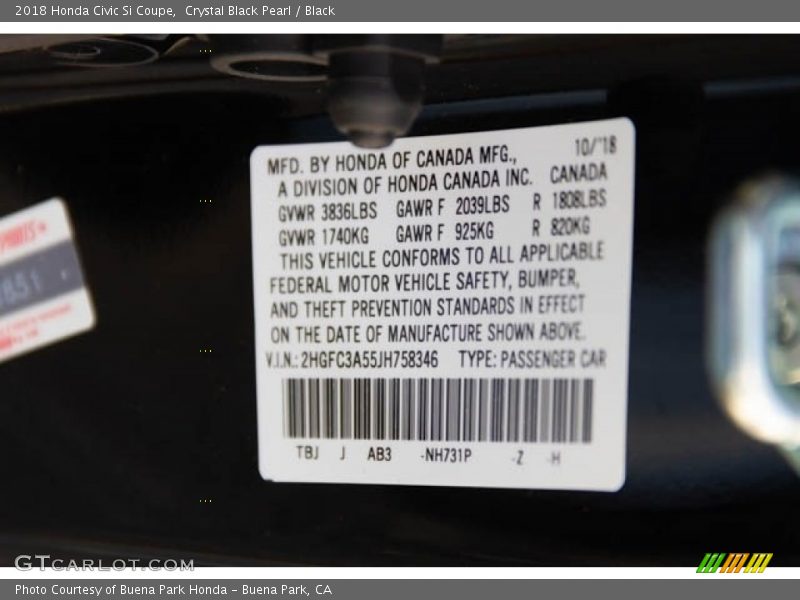 2018 Honda Civic Si Coupe,  Crystal Black Pearl / Black
10/'18
MFD. BY HONDA OF CANADA MFG.,
A DIVISION OF HONDA CANADA INC. CANADA
GVWR 3836LBS GAWR F 2039LBS R 1808LBS
GVWR 1740KG GAWR F 925KG R 820KG
THIS VEHICLE CONFORMS TO ALL APPLICABLE
FEDERAL MOTOR VEHICLE SAFETY, BUMPER,
AND THEFT PREVENTION STANDARDS IN EFFECT
ON THE DATE OF MANUFACTURE SHOWN ABOVE.
V.I.N.: 2HGFC3A55JH758346 TYPE: PASSENGER CAR
TBJ J AB3 -NH731P -Z -H
GTCARLOT.COM
Photo Courtesy of Buena Park Honda – Buena Park, CA